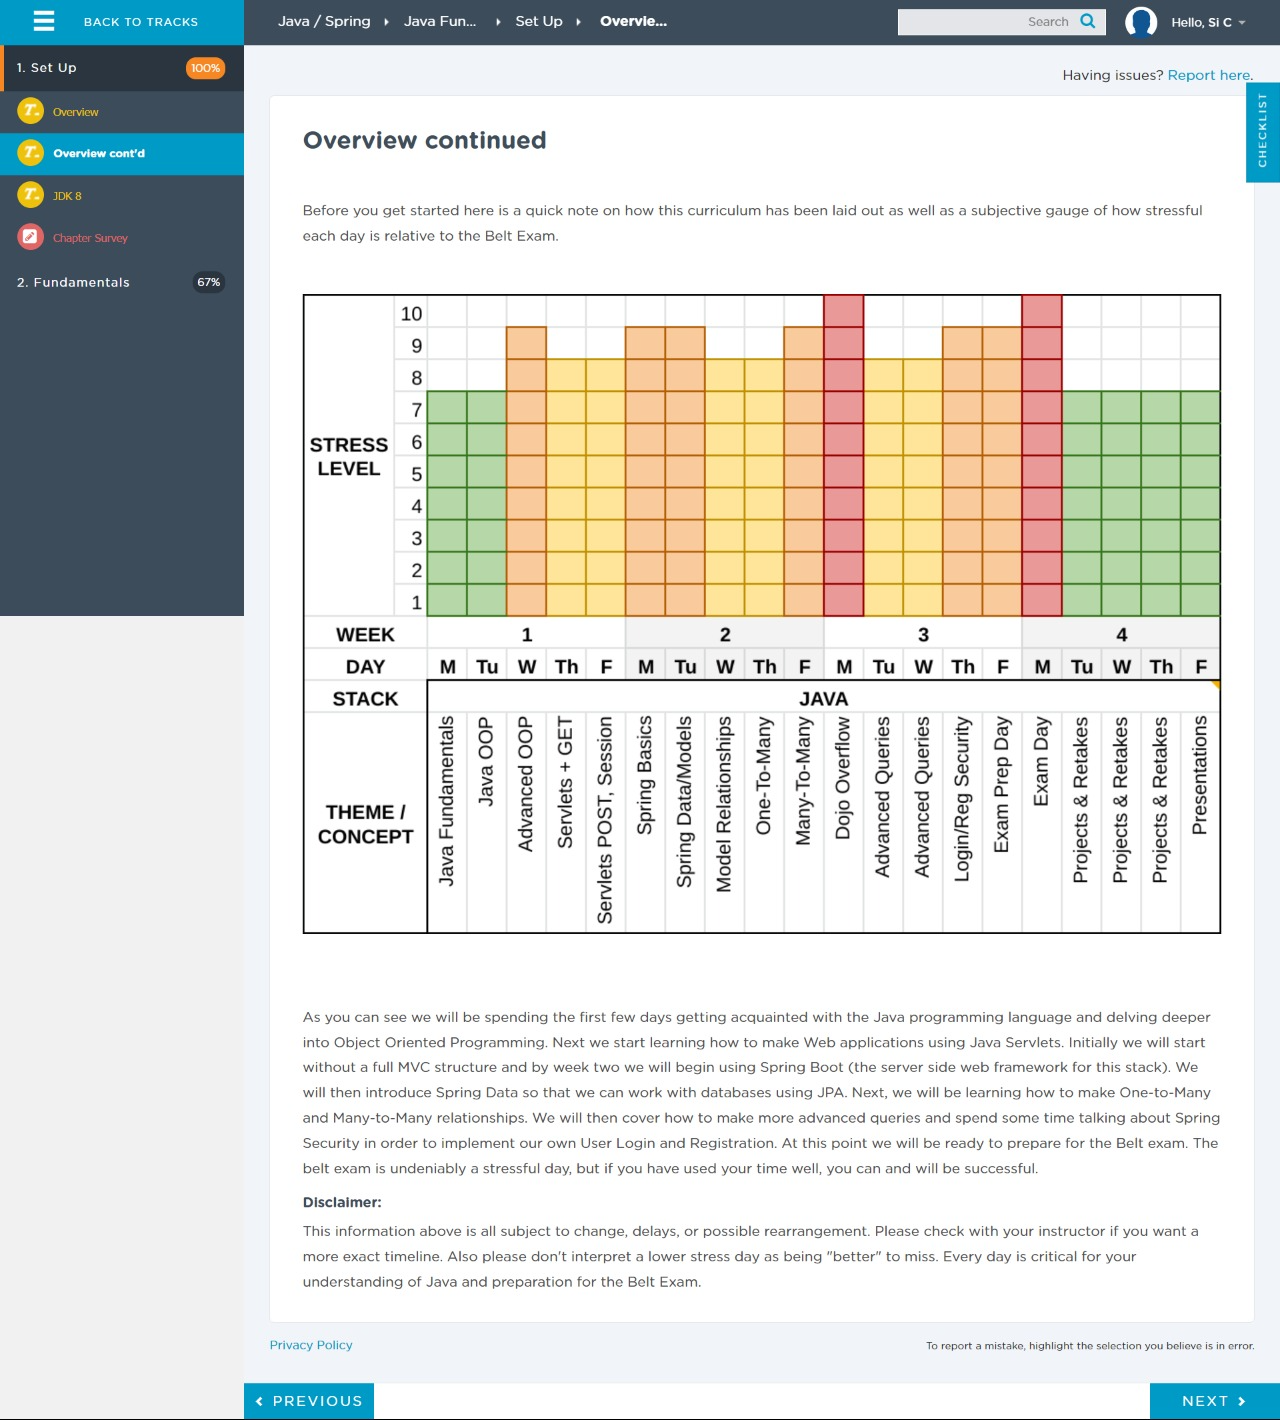 BACK TO TRACKS
Java / Spring
Java Fun...
Set Up
Overvie...
Search
Hello, Si C
1. Set Up
100%
Overview
Overview cont'd
JDK 8
Chapter Survey
2. Fundamentals
67%
Having issues? Report here.
CHECKLIST
Overview continued
Before you get started here is a quick note on how this curriculum has been laid out as well as a subjective gauge of how stressful
each day is relative to the Belt Exam.
STRESS
LEVEL
10
9
8
7
6
5
4
3
2
1
WEEK 1 2 3 4
DAY M Tu W Th F M Tu W Th F M Tu W Th F M Tu W Th F
STACK JAVA
THEME /
CONCEPT
Java Fundamentals
Java OOP
Advanced OOP
Servlets + GET
Servlets POST, Session
Spring Basics
Spring Data/Models
Model Relationships
One-To-Many
Many-To-Many
Dojo Overflow
Advanced Queries
Advanced Queries
Login/Reg Security
Exam Prep Day
Exam Day
Projects & Retakes
Projects & Retakes
Projects & Retakes
Presentations
As you can see we will be spending the first few days getting acquainted with the Java programming language and delving deeper
into Object Oriented Programming. Next we start learning how to make Web applications using Java Servlets. Initially we will start
without a full MVC structure and by week two we will begin using Spring Boot (the server side web framework for this stack). We
will then introduce Spring Data so that we can work with databases using JPA. Next, we will be learning how to make One-to-Many
and Many-to-Many relationships. We will then cover how to make more advanced queries and spend some time talking about Spring
Security in order to implement our own User Login and Registration. At this point we will be ready to prepare for the Belt exam. The
belt exam is undeniably a stressful day, but if you have used your time well, you can and will be successful.
Disclaimer:
This information above is all subject to change, delays, or possible rearrangement. Please check with your instructor if you want a
more exact timeline. Also please don't interpret a lower stress day as being "better" to miss. Every day is critical for your
understanding of Java and preparation for the Belt Exam.
Privacy Policy
To report a mistake, highlight the selection you believe is in error.
PREVIOUS
NEXT